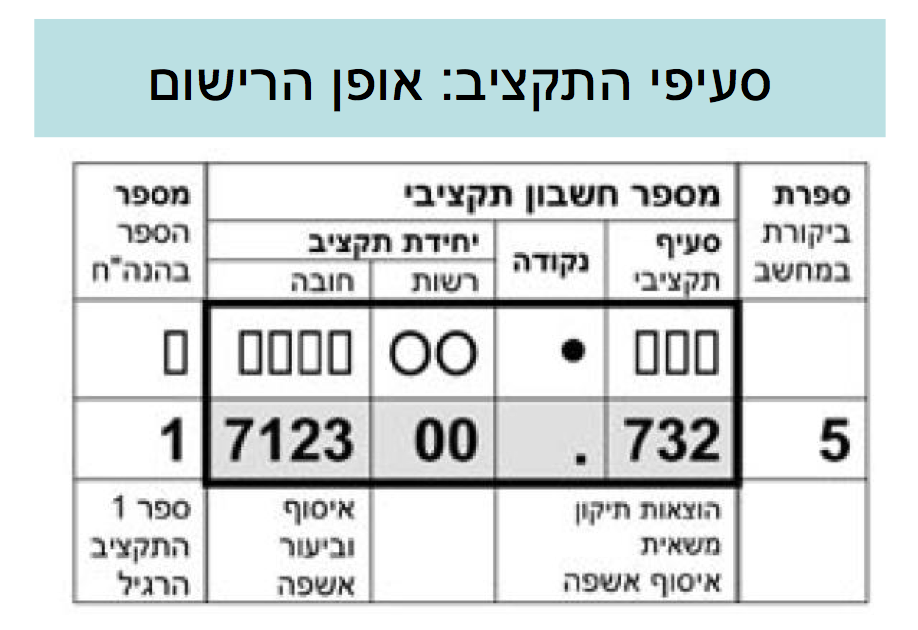 סעיפי התקציב: אופן הרישום
ספרת ביקורת במחשב
מספר חשבון תקציבי
מספר הספר בהנה"ח
סעיף תקציבי
נקודה
יחידת תקציב
רשות
חובה
5
732
.
00
7123
1
הוצאות תיקון
משאית
איסוף אשפה
איסוף
וביעור
אשפה
ספר 1
התקציב
הרגיל